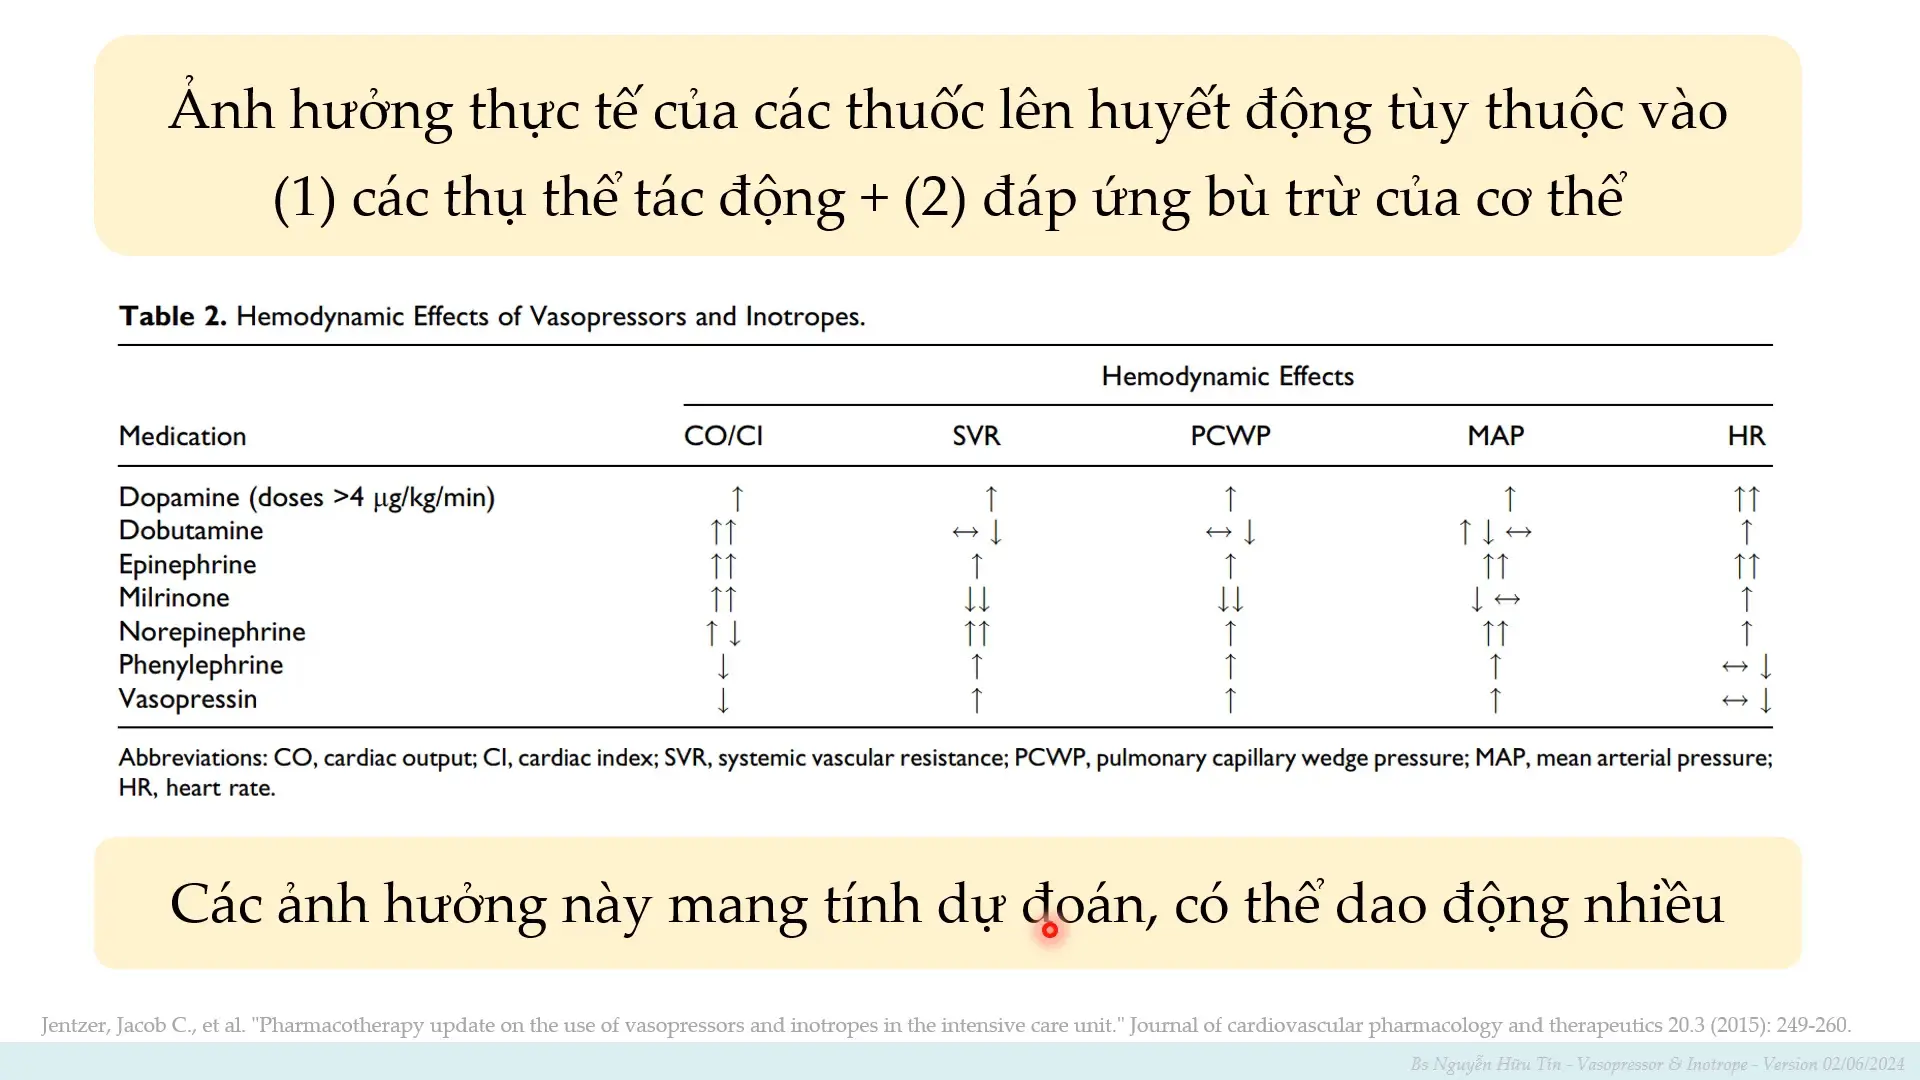 Ảnh hưởng thực tế của các thuốc lên huyết động tùy thuộc vào
(1) các thụ thể tác động + (2) đáp ứng bù trừ của cơ thể
Table 2. Hemodynamic Effects of Vasopressors and Inotropes.
Hemodynamic Effects
Medication CO/CI SVR PCWP MAP HR
Dopamine (doses >4 μg/kg/min) ↑ ↑ ↑ ↑ ↑↑
Dobutamine ↑↑ ↔ ↓ ↔ ↓ ↑ ↓ ↔ ↑
Epinephrine ↑↑ ↑ ↑ ↑↑ ↑↑
Milrinone ↑↑ ↓↓ ↓↓ ↓ ↔ ↑
Norepinephrine ↑ ↓ ↑↑ ↑ ↑↑ ↑
Phenylephrine ↓ ↑ ↑ ↑ ↔ ↓
Vasopressin ↓ ↑ ↑ ↑ ↔ ↓
Abbreviations: CO, cardiac output; CI, cardiac index; SVR, systemic vascular resistance; PCWP, pulmonary capillary wedge pressure; MAP, mean arterial pressure;
HR, heart rate.
Các ảnh hưởng này mang tính dự đoán, có thể dao động nhiều
Jentzer, Jacob C., et al. "Pharmacotherapy update on the use of vasopressors and inotropes in the intensive care unit." Journal of cardiovascular pharmacology and therapeutics 20.3 (2015): 249-260.
Bs Nguyễn Hữu Tín - Vasopressor & Inotrope - Version 02/06/2024